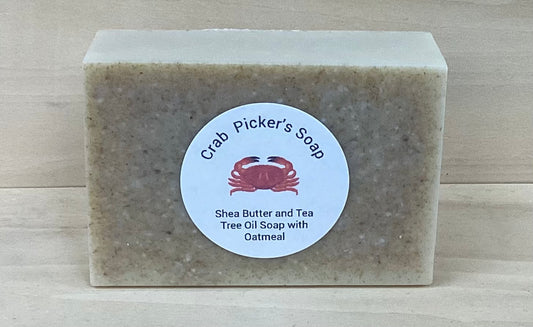 Crab Picker's Soap
Shea Butter and Tea
Tree Oil Soap with
Oatmeal